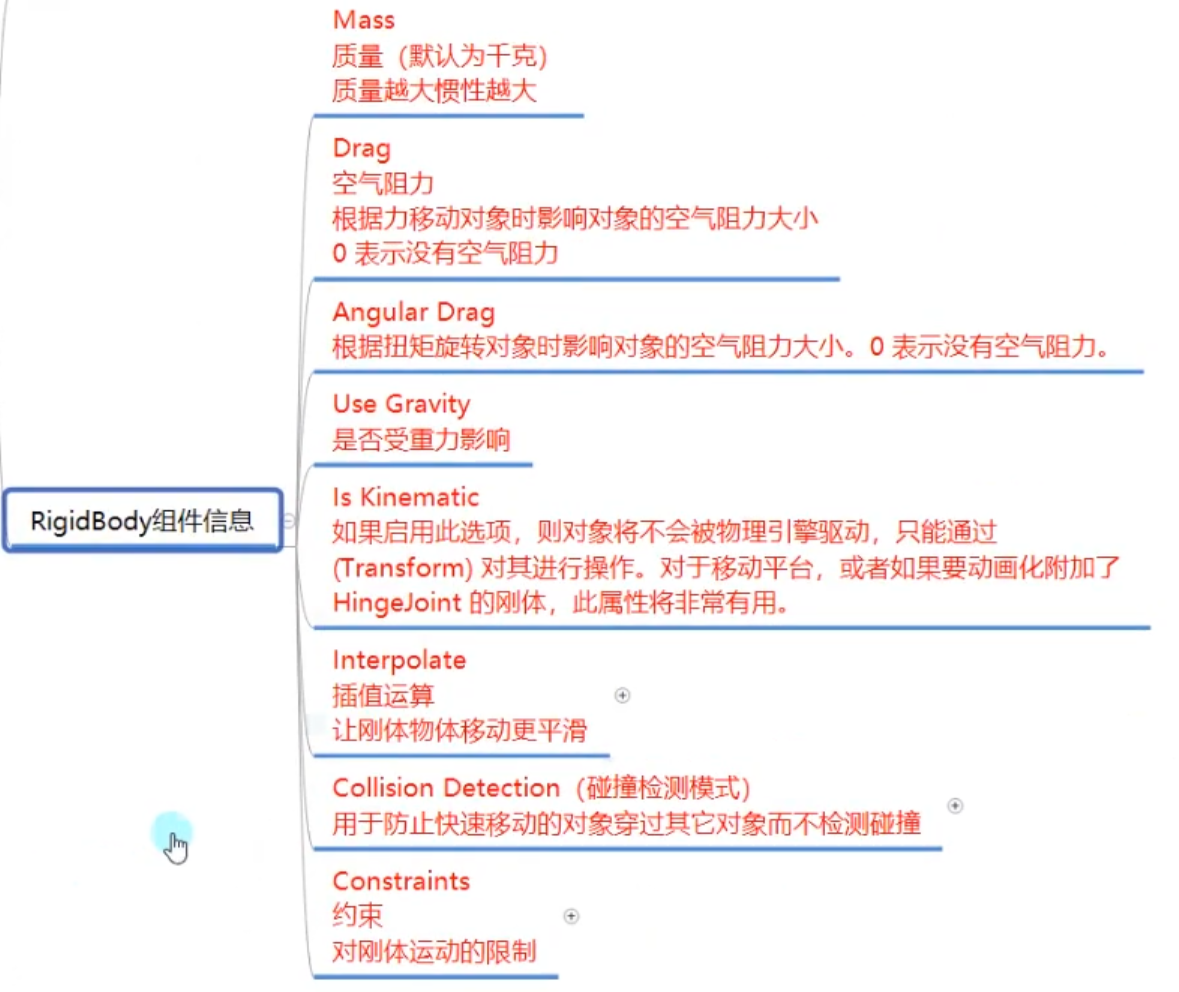 Mass
质量（默认为千克）
质量越大惯性越大
Drag
空气阻力
根据力移动对象时影响对象的空气阻力大小
0 表示没有空气阻力
Angular Drag
根据扭矩旋转对象时影响对象的空气阻力大小。0 表示没有空气阻力。
Use Gravity
是否受重力影响
RigidBody组件信息
Is Kinematic
如果启用此选项，则对象将不会被物理引擎驱动，只能通过
(Transform) 对其进行操作。对于移动平台，或者如果要动画化附加了
HingeJoint 的刚体，此属性将非常有用。
Interpolate
插值运算
让刚体物体移动更平滑
Collision Detection（碰撞检测模式）
用于防止快速移动的对象穿过其它对象而不检测碰撞
Constraints
约束
对刚体运动的限制